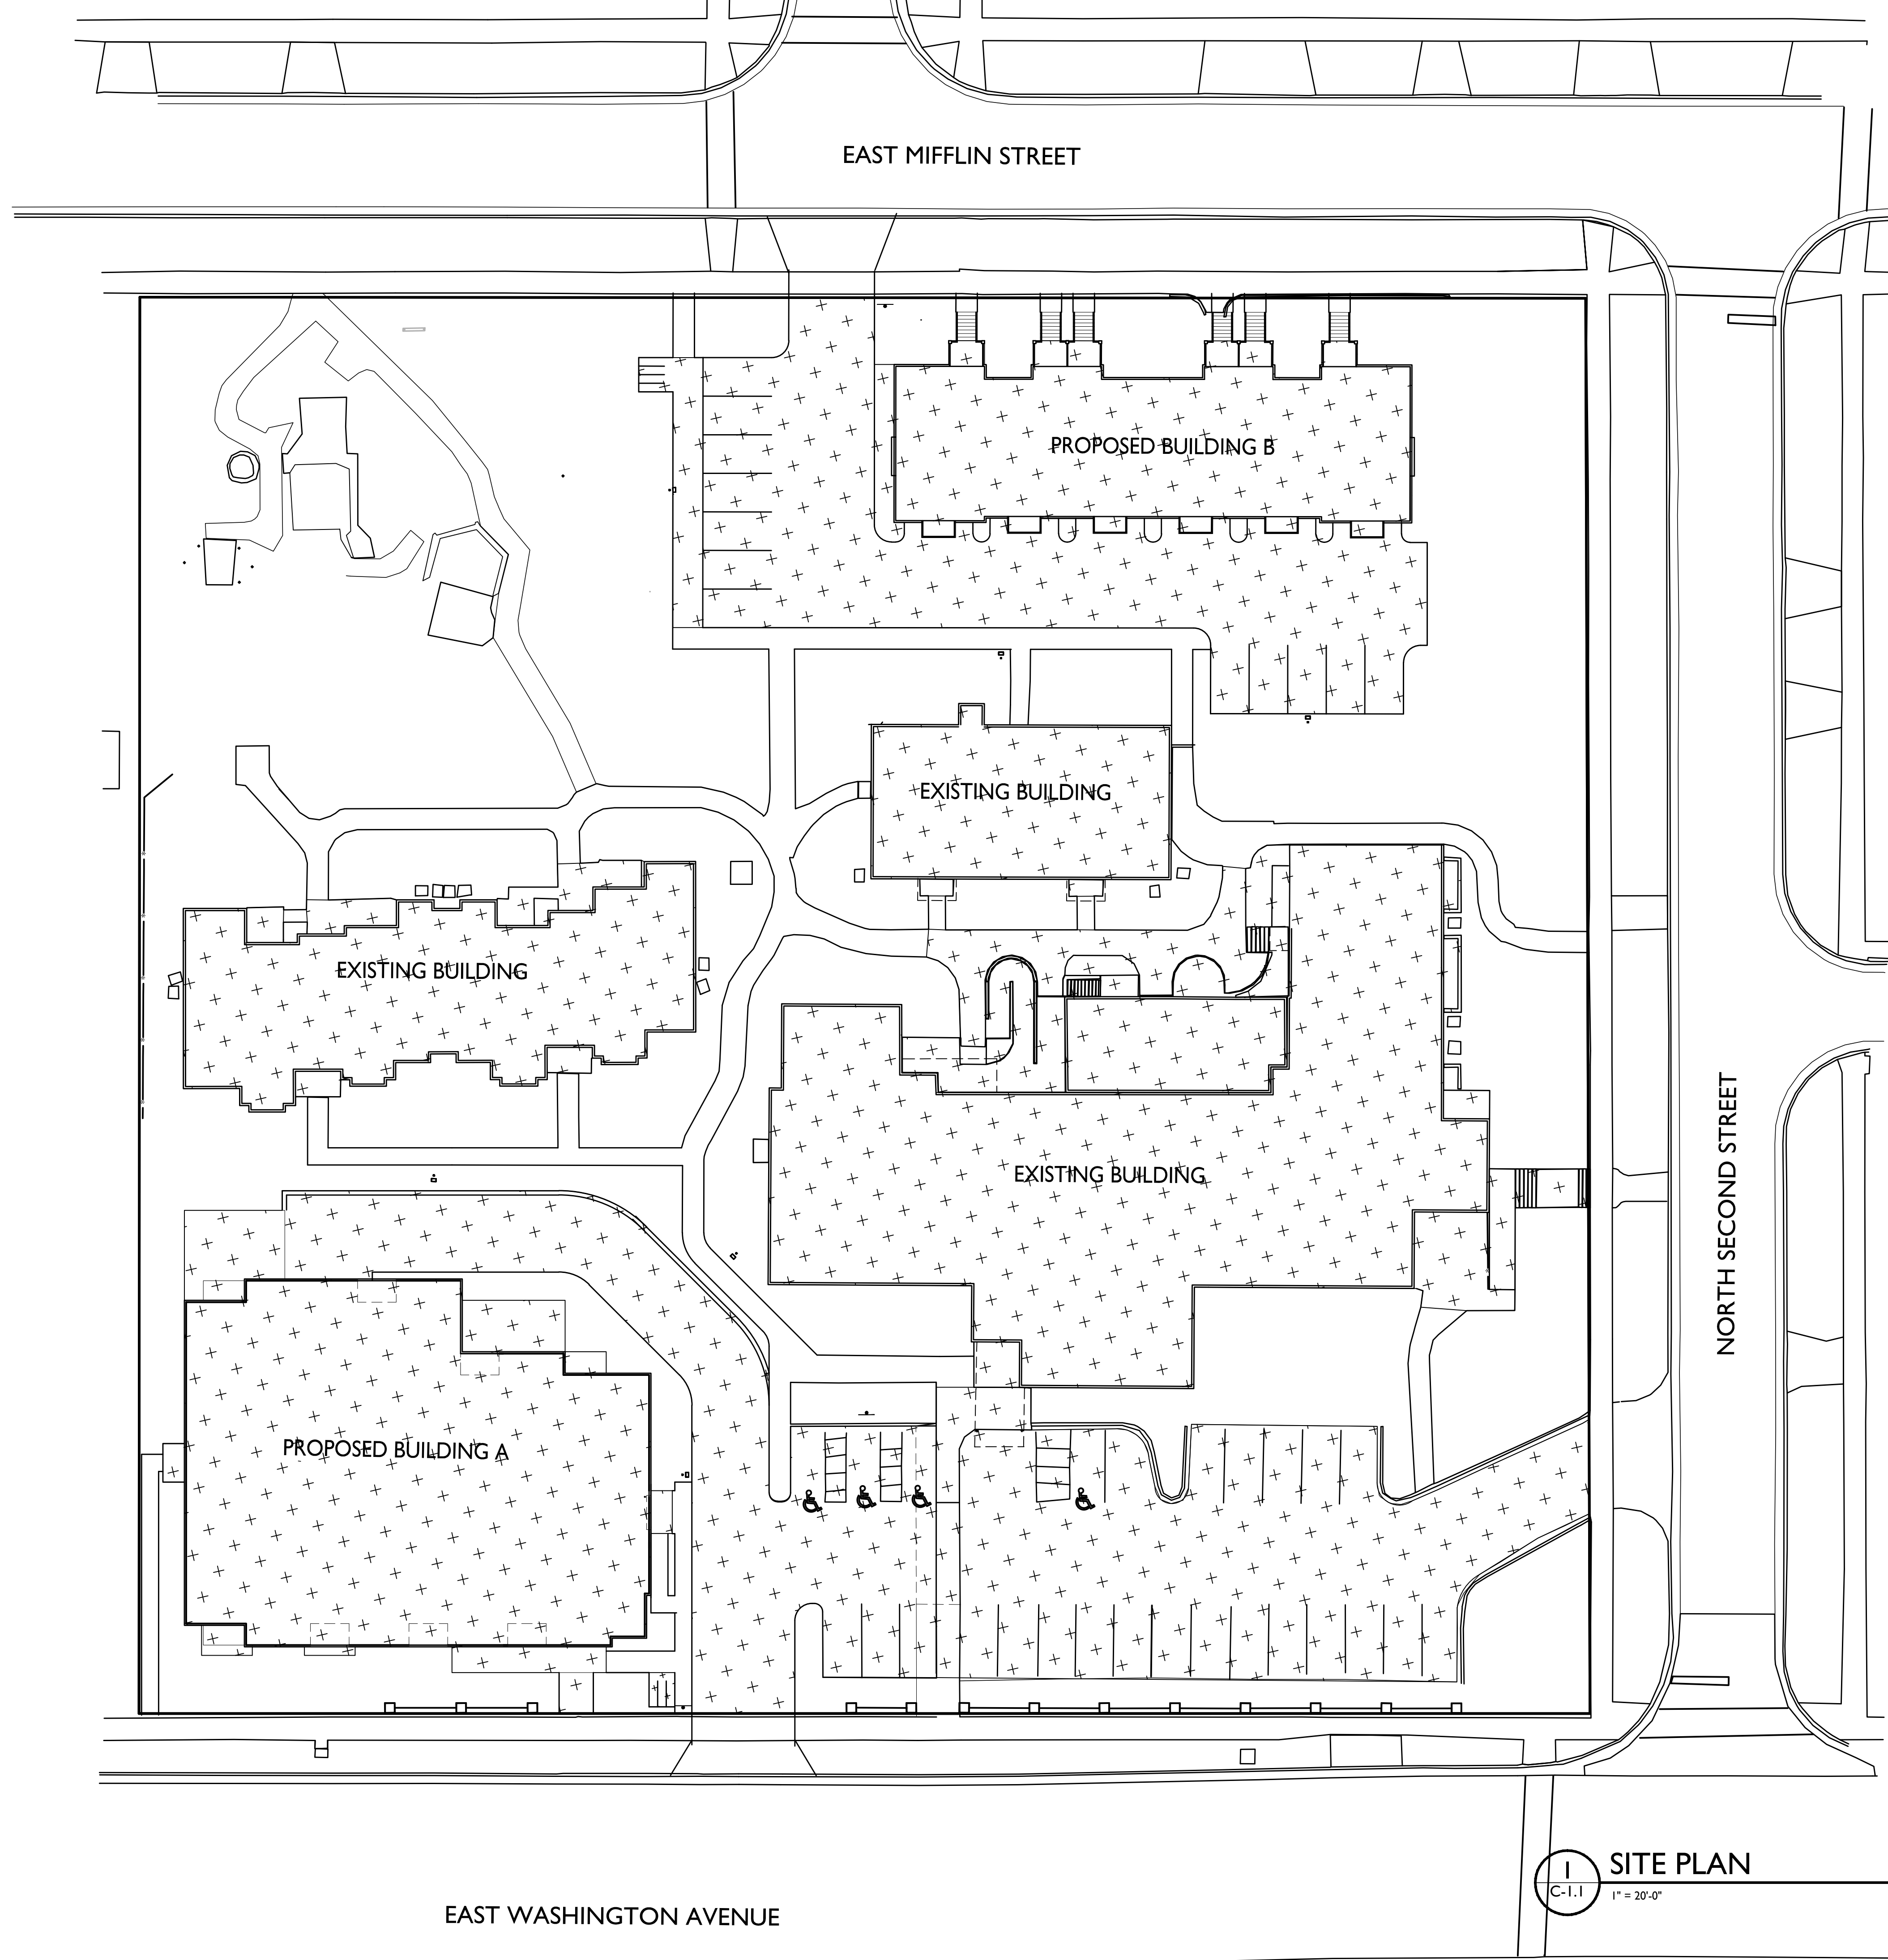 EAST MIFFLIN STREET
PROPOSED BUILDING B
EXISTING BUILDING
EXISTING BUILDING
EXISTING BUILDING
NORTH SECOND STREET
PROPOSED BUILDING A
1
C-1.1
SITE PLAN
1" = 20'-0"
EAST WASHINGTON AVENUE